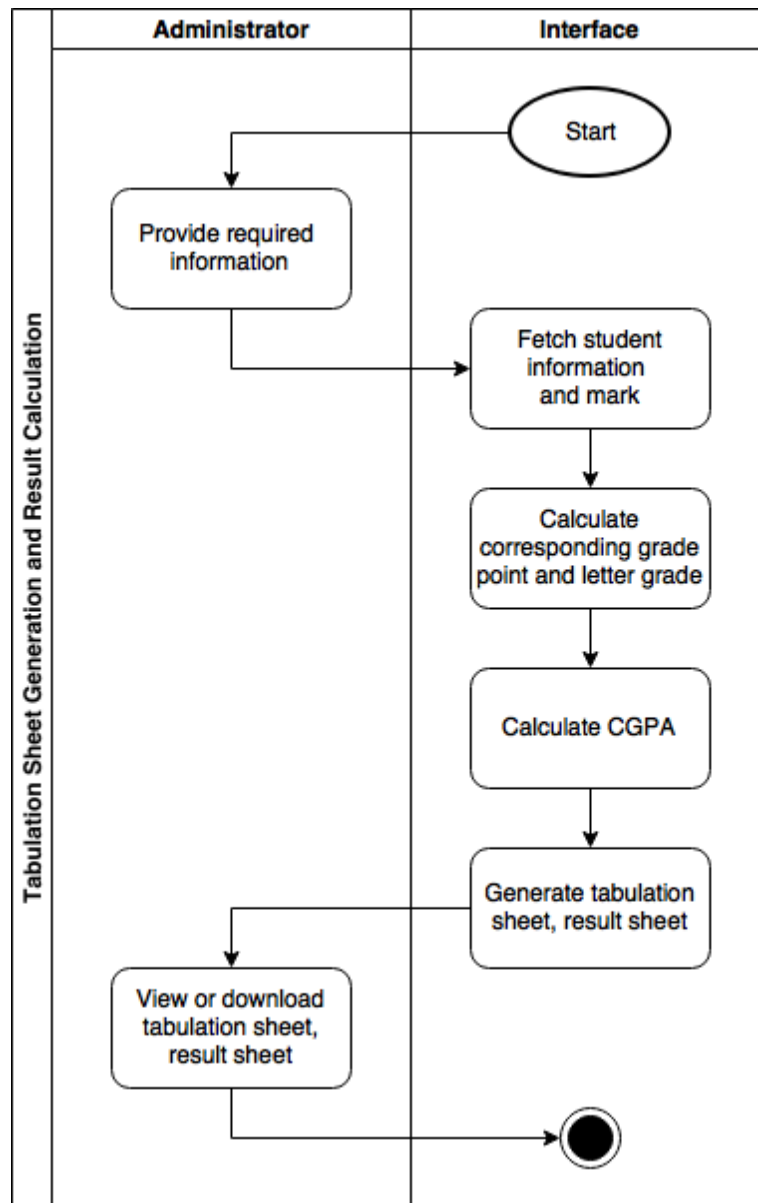 Administrator
Interface
Tabulation Sheet Generation and Result Calculation
Start
Provide required
information
Fetch student
information
and mark
Calculate
corresponding grade
point and letter grade
Calculate CGPA
Generate tabulation
sheet, result sheet
View or download
tabulation sheet,
result sheet